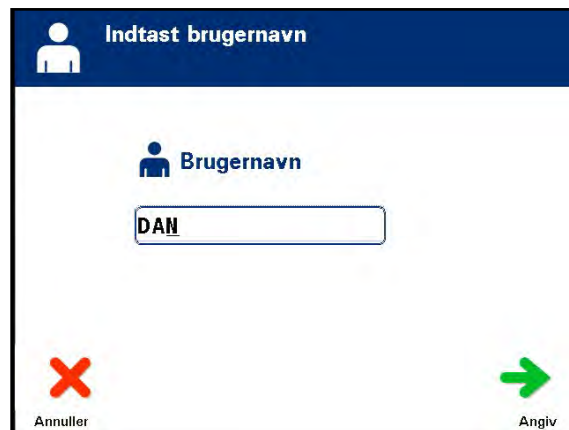 Indtast brugernavn
Brugernavn
DAN
Annuller
Angiv